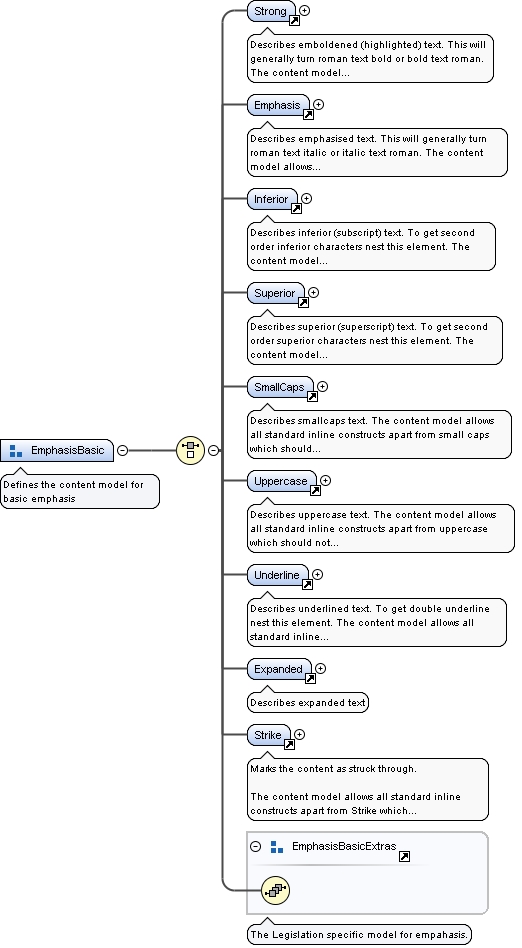 Strong
Describes emboldened (highlighted) text. This will
generally turn roman text bold or bold text roman.
The content model...
Emphasis
Describes emphasised text. This will generally turn
roman text italic or italic text roman. The content
model allows...
Inferior
Describes inferior (subscript) text. To get second
order inferior characters nest this element. The
content model...
Superior
Describes superior (superscript) text. To get second
order superior characters nest this element. The
content model...
SmallCaps
Describes smallcaps text. The content model allows
all standard inline constructs apart from small caps
which should...
EmphasisBasic
Defines the content model for
basic emphasis
Uppercase
Describes uppercase text. The content model allows
all standard inline constructs apart from uppercase
which should not...
Underline
Describes underlined text. To get double underline
nest this element. The content model allows all
standard inline...
Expanded
Describes expanded text
Strike
Marks the content as struck through.
The content model allows all standard inline
constructs apart from Strike which...
EmphasisBasicExtras
The Legislation specific model for empahasis.